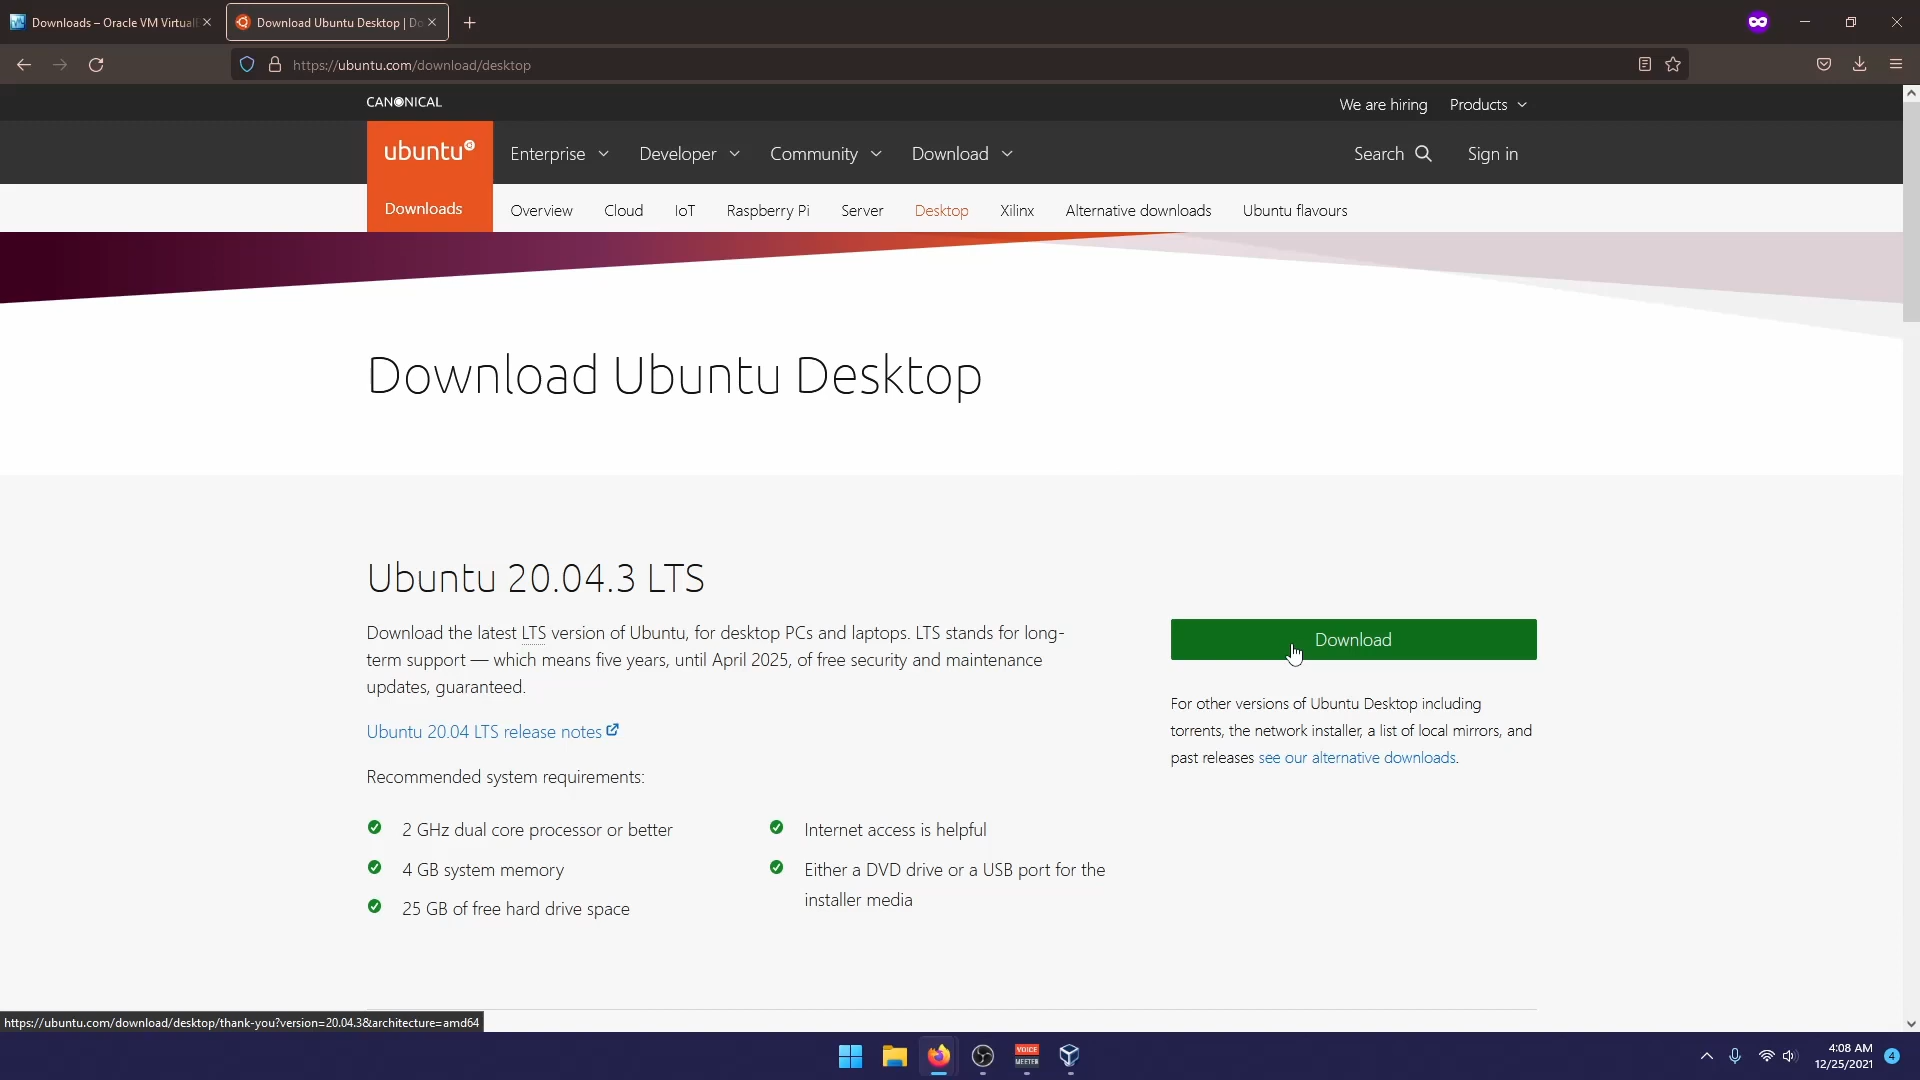 Downloads – Oracle VM Virtual
Download Ubuntu Desktop | Do
https://ubuntu.com/download/desktop
CANONICAL
We are hiring
Products
ubuntu
Enterprise
Developer
Community
Download
Search
Sign in
Downloads
Overview
Cloud
IoT
Raspberry Pi
Server
Desktop
Xilinx
Alternative downloads
Ubuntu flavours
Download Ubuntu Desktop
Ubuntu 20.04.3 LTS
Download the latest LTS version of Ubuntu, for desktop PCs and laptops. LTS stands for long-
term support — which means five years, until April 2025, of free security and maintenance
updates, guaranteed.
Ubuntu 20.04 LTS release notes
Recommended system requirements:
2 GHz dual core processor or better
4 GB system memory
25 GB of free hard drive space
Internet access is helpful
Either a DVD drive or a USB port for the
installer media
Download
For other versions of Ubuntu Desktop including
torrents, the network installer, a list of local mirrors, and
past releases see our alternative downloads.
https://ubuntu.com/download/desktop/thank-you?version=20.04.3&architecture=amd64
VOICE
MEETER
4:08 AM
12/25/2021
4